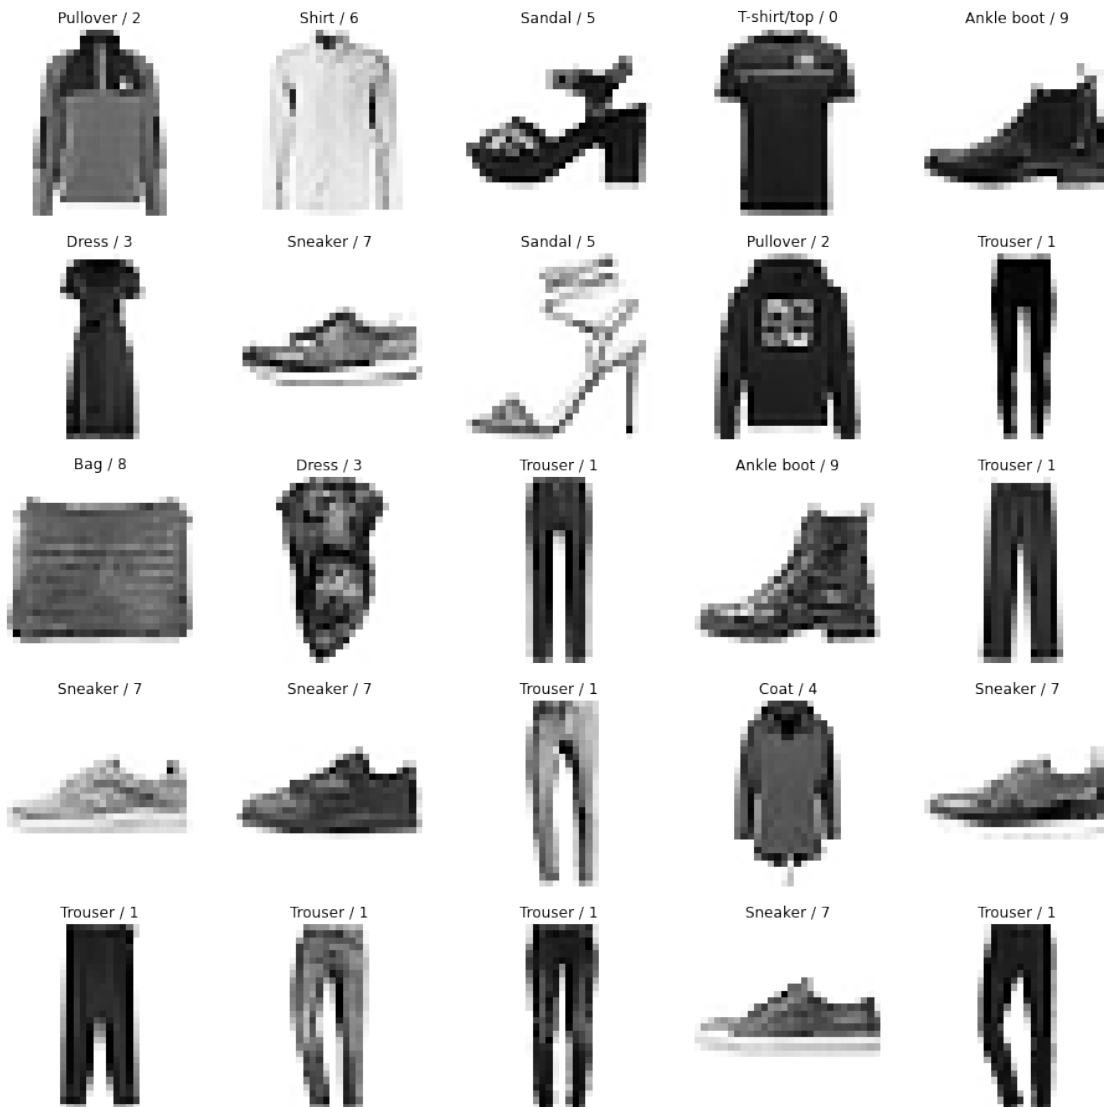 Pullover / 2
Shirt / 6
Sandal / 5
T-shirt/top / 0
Ankle boot / 9
Dress / 3
Sneaker / 7
Sandal / 5
Pullover / 2
Trouser / 1
Bag / 8
Dress / 3
Trouser / 1
Ankle boot / 9
Trouser / 1
Sneaker / 7
Sneaker / 7
Trouser / 1
Coat / 4
Sneaker / 7
Trouser / 1
Trouser / 1
Trouser / 1
Sneaker / 7
Trouser / 1